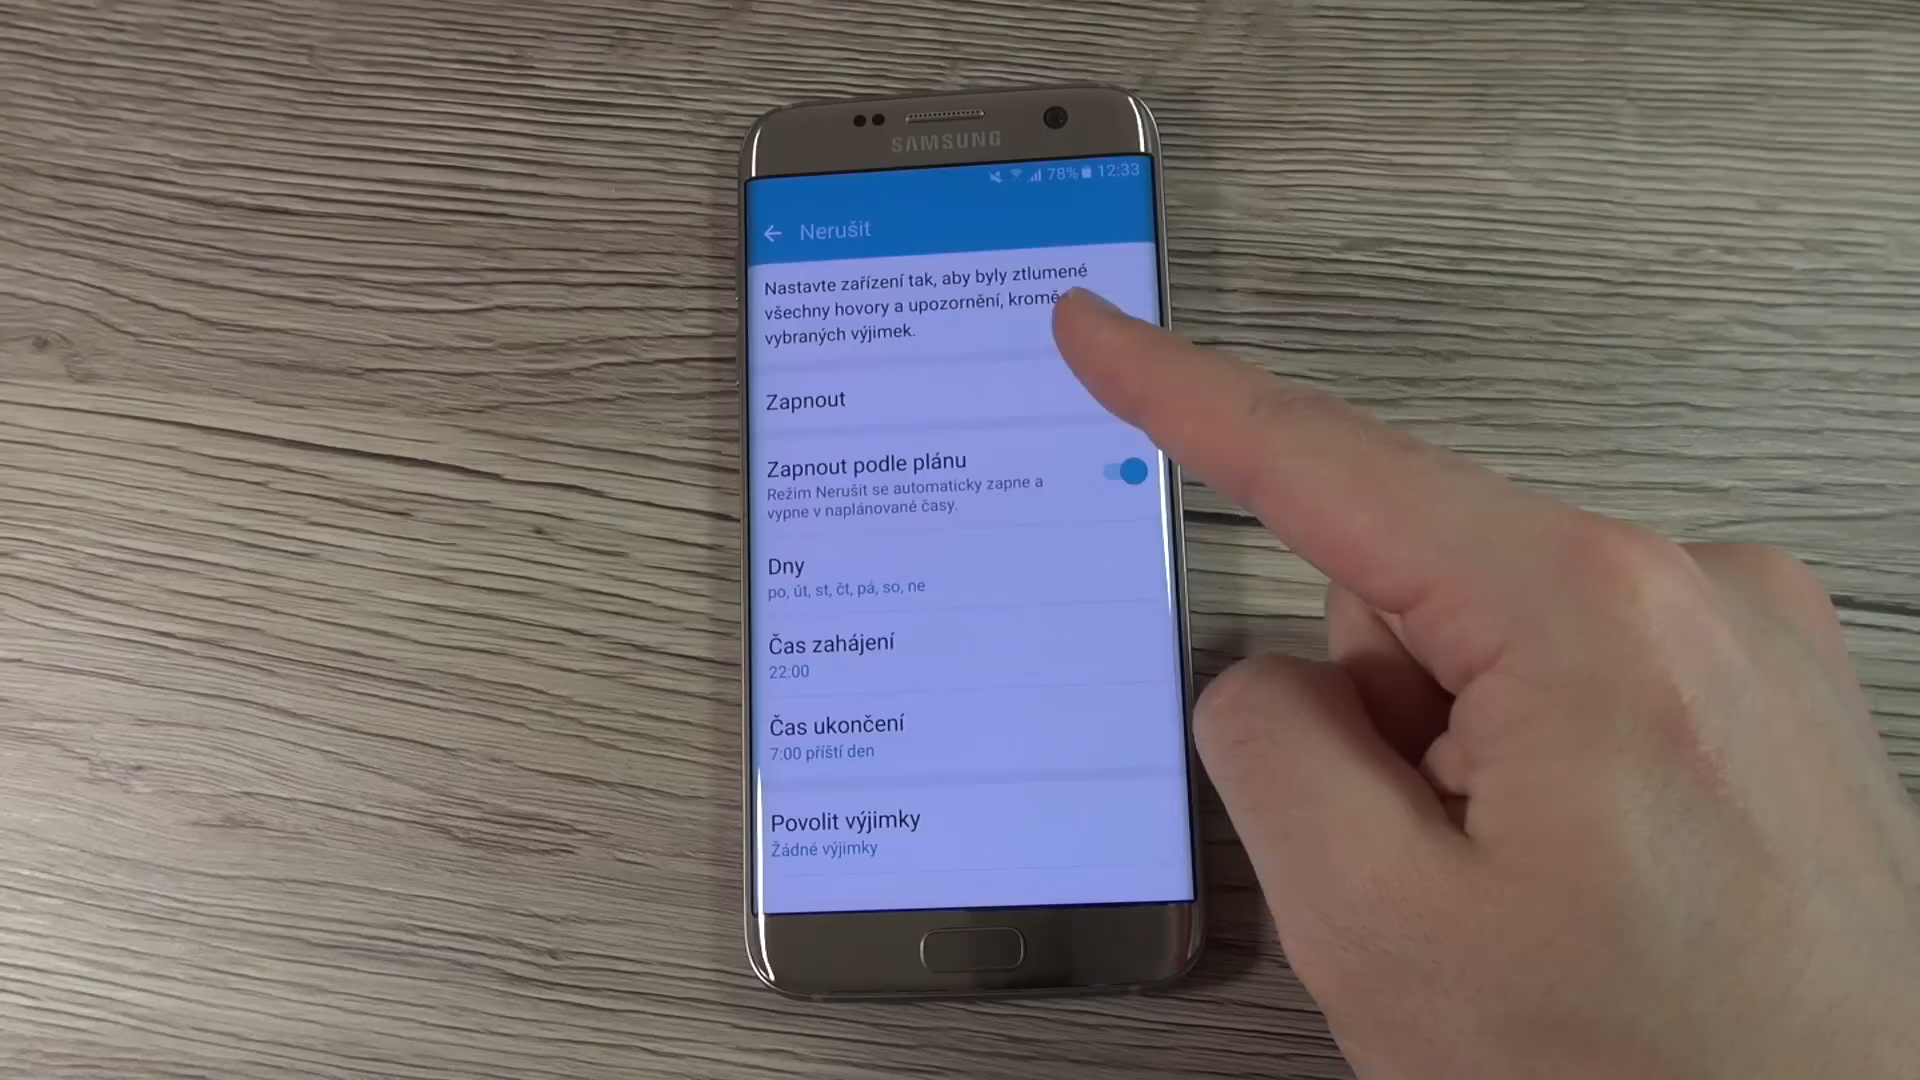 SAMSUNG
78% 12:33
Nerušit
Nastavte zařízení tak, aby byly ztlumené
všechny hovory a upozornění, kromě
vybraných výjimek.
Zapnout
Zapnout podle plánu
Režim Nerušit se automaticky zapne a
vypne v naplánované časy.
Dny
po, út, st, čt, pá, so, ne
Čas zahájení
22:00
Čas ukončení
7:00 příští den
Povolit výjimky
Žádné výjimky